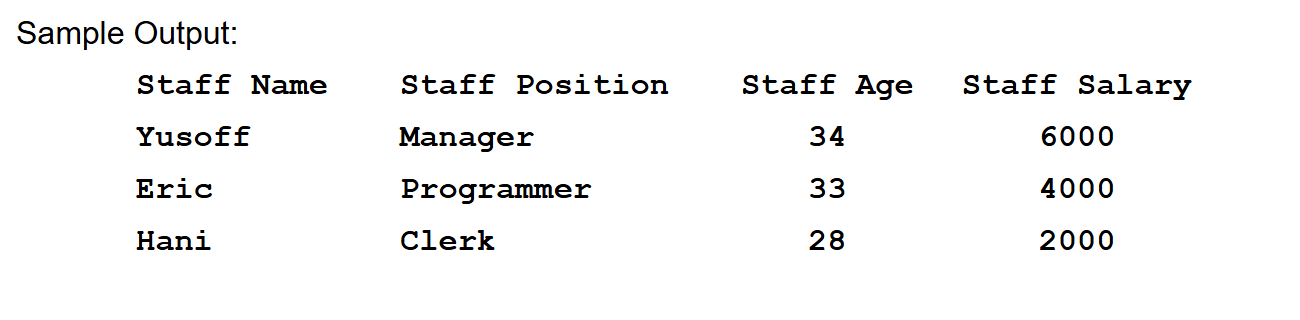 Sample Output:
Staff Name Staff Position Staff Age Staff Salary
Yusoff Manager 34 6000
Eric Programmer 33 4000
Hani Clerk 28 2000